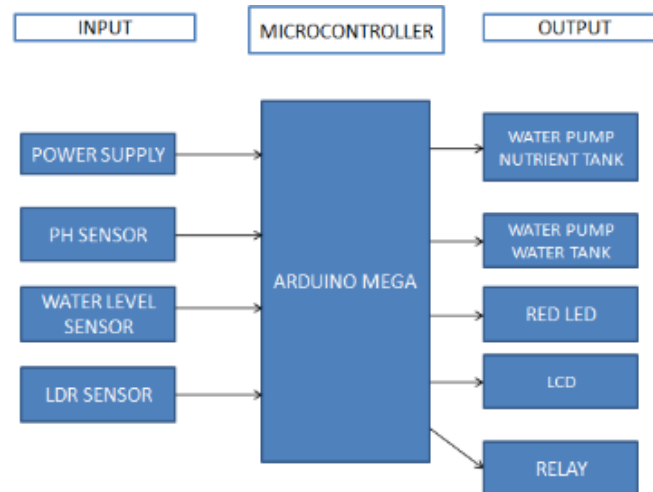 INPUT
MICROCONTROLLER
OUTPUT
POWER SUPPLY
PH SENSOR
WATER LEVEL
SENSOR
LDR SENSOR
ARDUINO MEGA
WATER PUMP
NUTRIENT TANK
WATER PUMP
WATER TANK
RED LED
LCD
RELAY